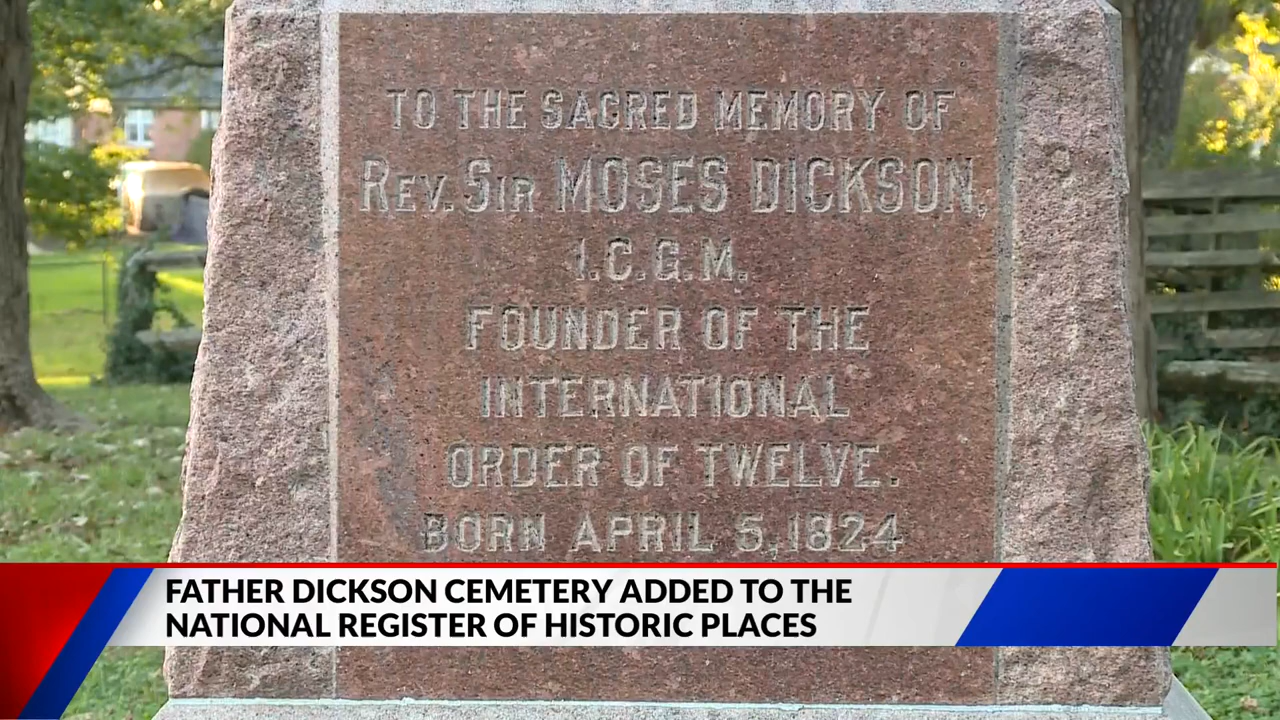 TO THE SACRED MEMORY OF
REV. SIR MOSES DICKSON,
I.C.G.M.
FOUNDER OF THE
INTERNATIONAL
ORDER OF TWELVE.
BORN APRIL 5, 1824
FATHER DICKSON CEMETERY ADDED TO THE
NATIONAL REGISTER OF HISTORIC PLACES